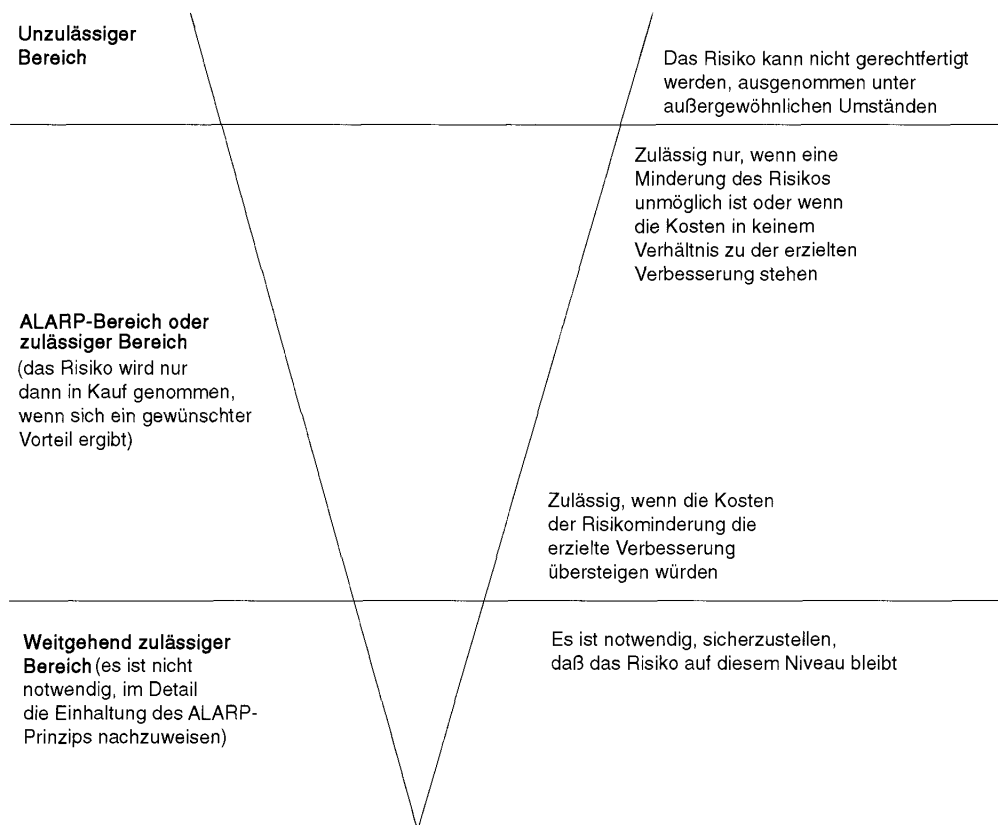 Unzulässiger
Bereich
Das Risiko kann nicht gerechtfertigt
werden, ausgenommen unter
außergewöhnlichen Umständen
Zulässig nur, wenn eine
Minderung des Risikos
unmöglich ist oder wenn
die Kosten in keinem
Verhältnis zu der erzielten
Verbesserung stehen
ALARP-Bereich oder
zulässiger Bereich
(das Risiko wird nur
dann in Kauf genommen,
wenn sich ein gewünschter
Vorteil ergibt)
Zulässig, wenn die Kosten
der Risikominderung die
erzielte Verbesserung
übersteigen würden
Weitgehend zulässiger
Bereich (es ist nicht
notwendig, im Detail
die Einhaltung des ALARP-
Prinzips nachzuweisen)
Es ist notwendig, sicherzustellen,
daß das Risiko auf diesem Niveau bleibt